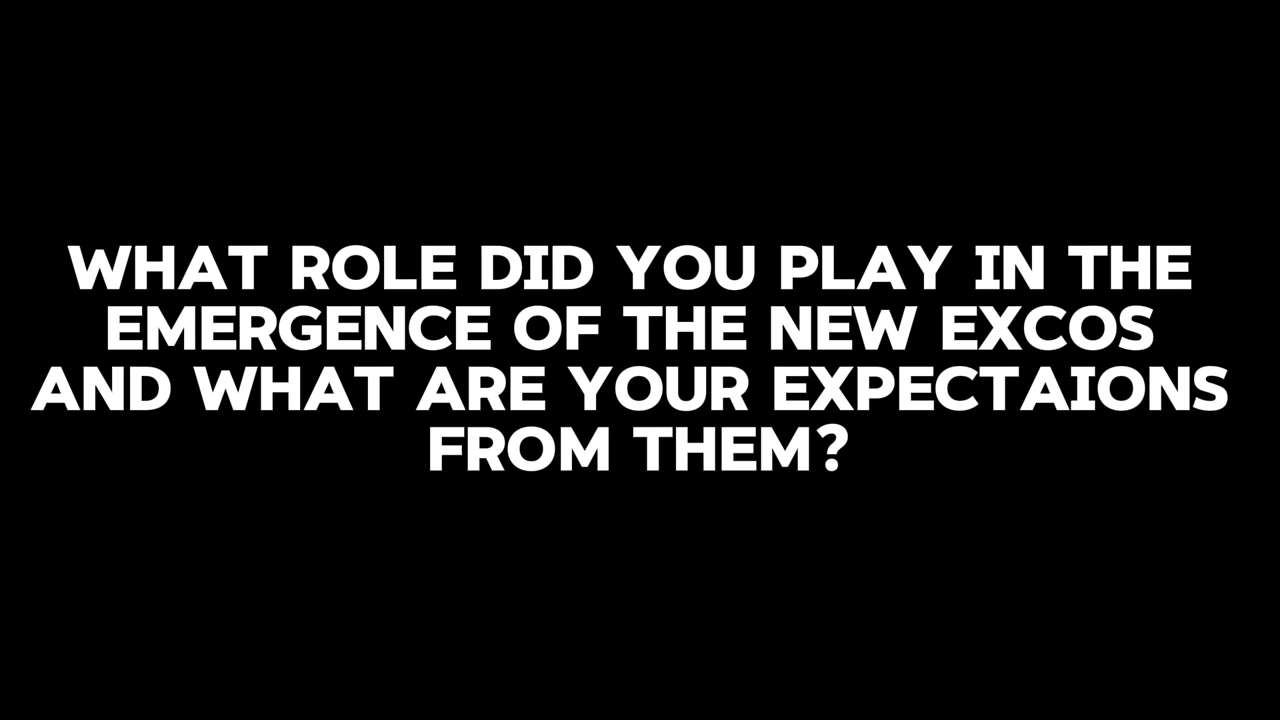 WHAT ROLE DID YOU PLAY IN THE
EMERGENCE OF THE NEW EXCOS
AND WHAT ARE YOUR EXPECTAIONS
FROM THEM?